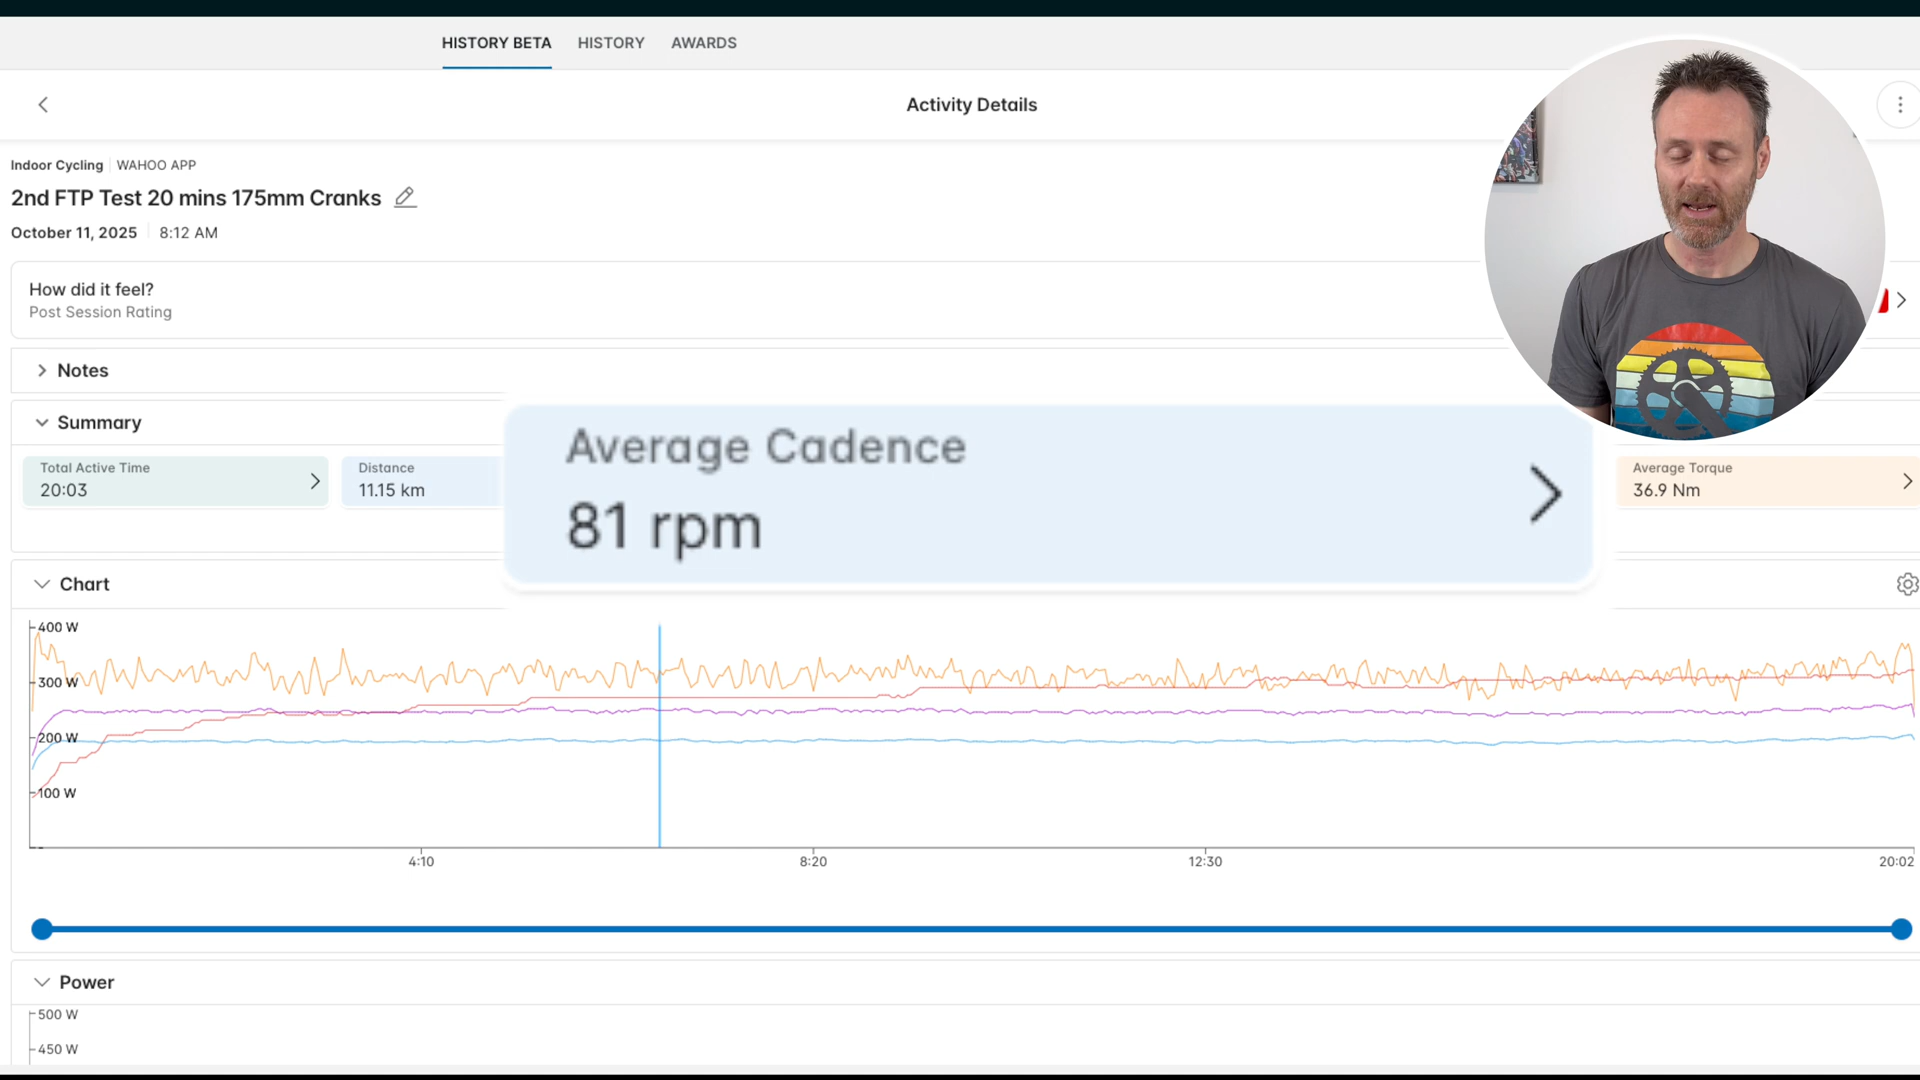 HISTORY BETA HISTORY AWARDS
Activity Details
Indoor Cycling WAHOO APP
2nd FTP Test 20 mins 175mm Cranks
October 11, 2025 8:12 AM
How did it feel?
Post Session Rating
Notes
Summary
Total Active Time
20:03
Distance
11.15 km
Average Cadence
81 rpm
Average Torque
36.9 Nm
Chart
400 W
300 W
200 W
100 W
4:10 8:20 12:30 20:02
Power
500 W
450 W